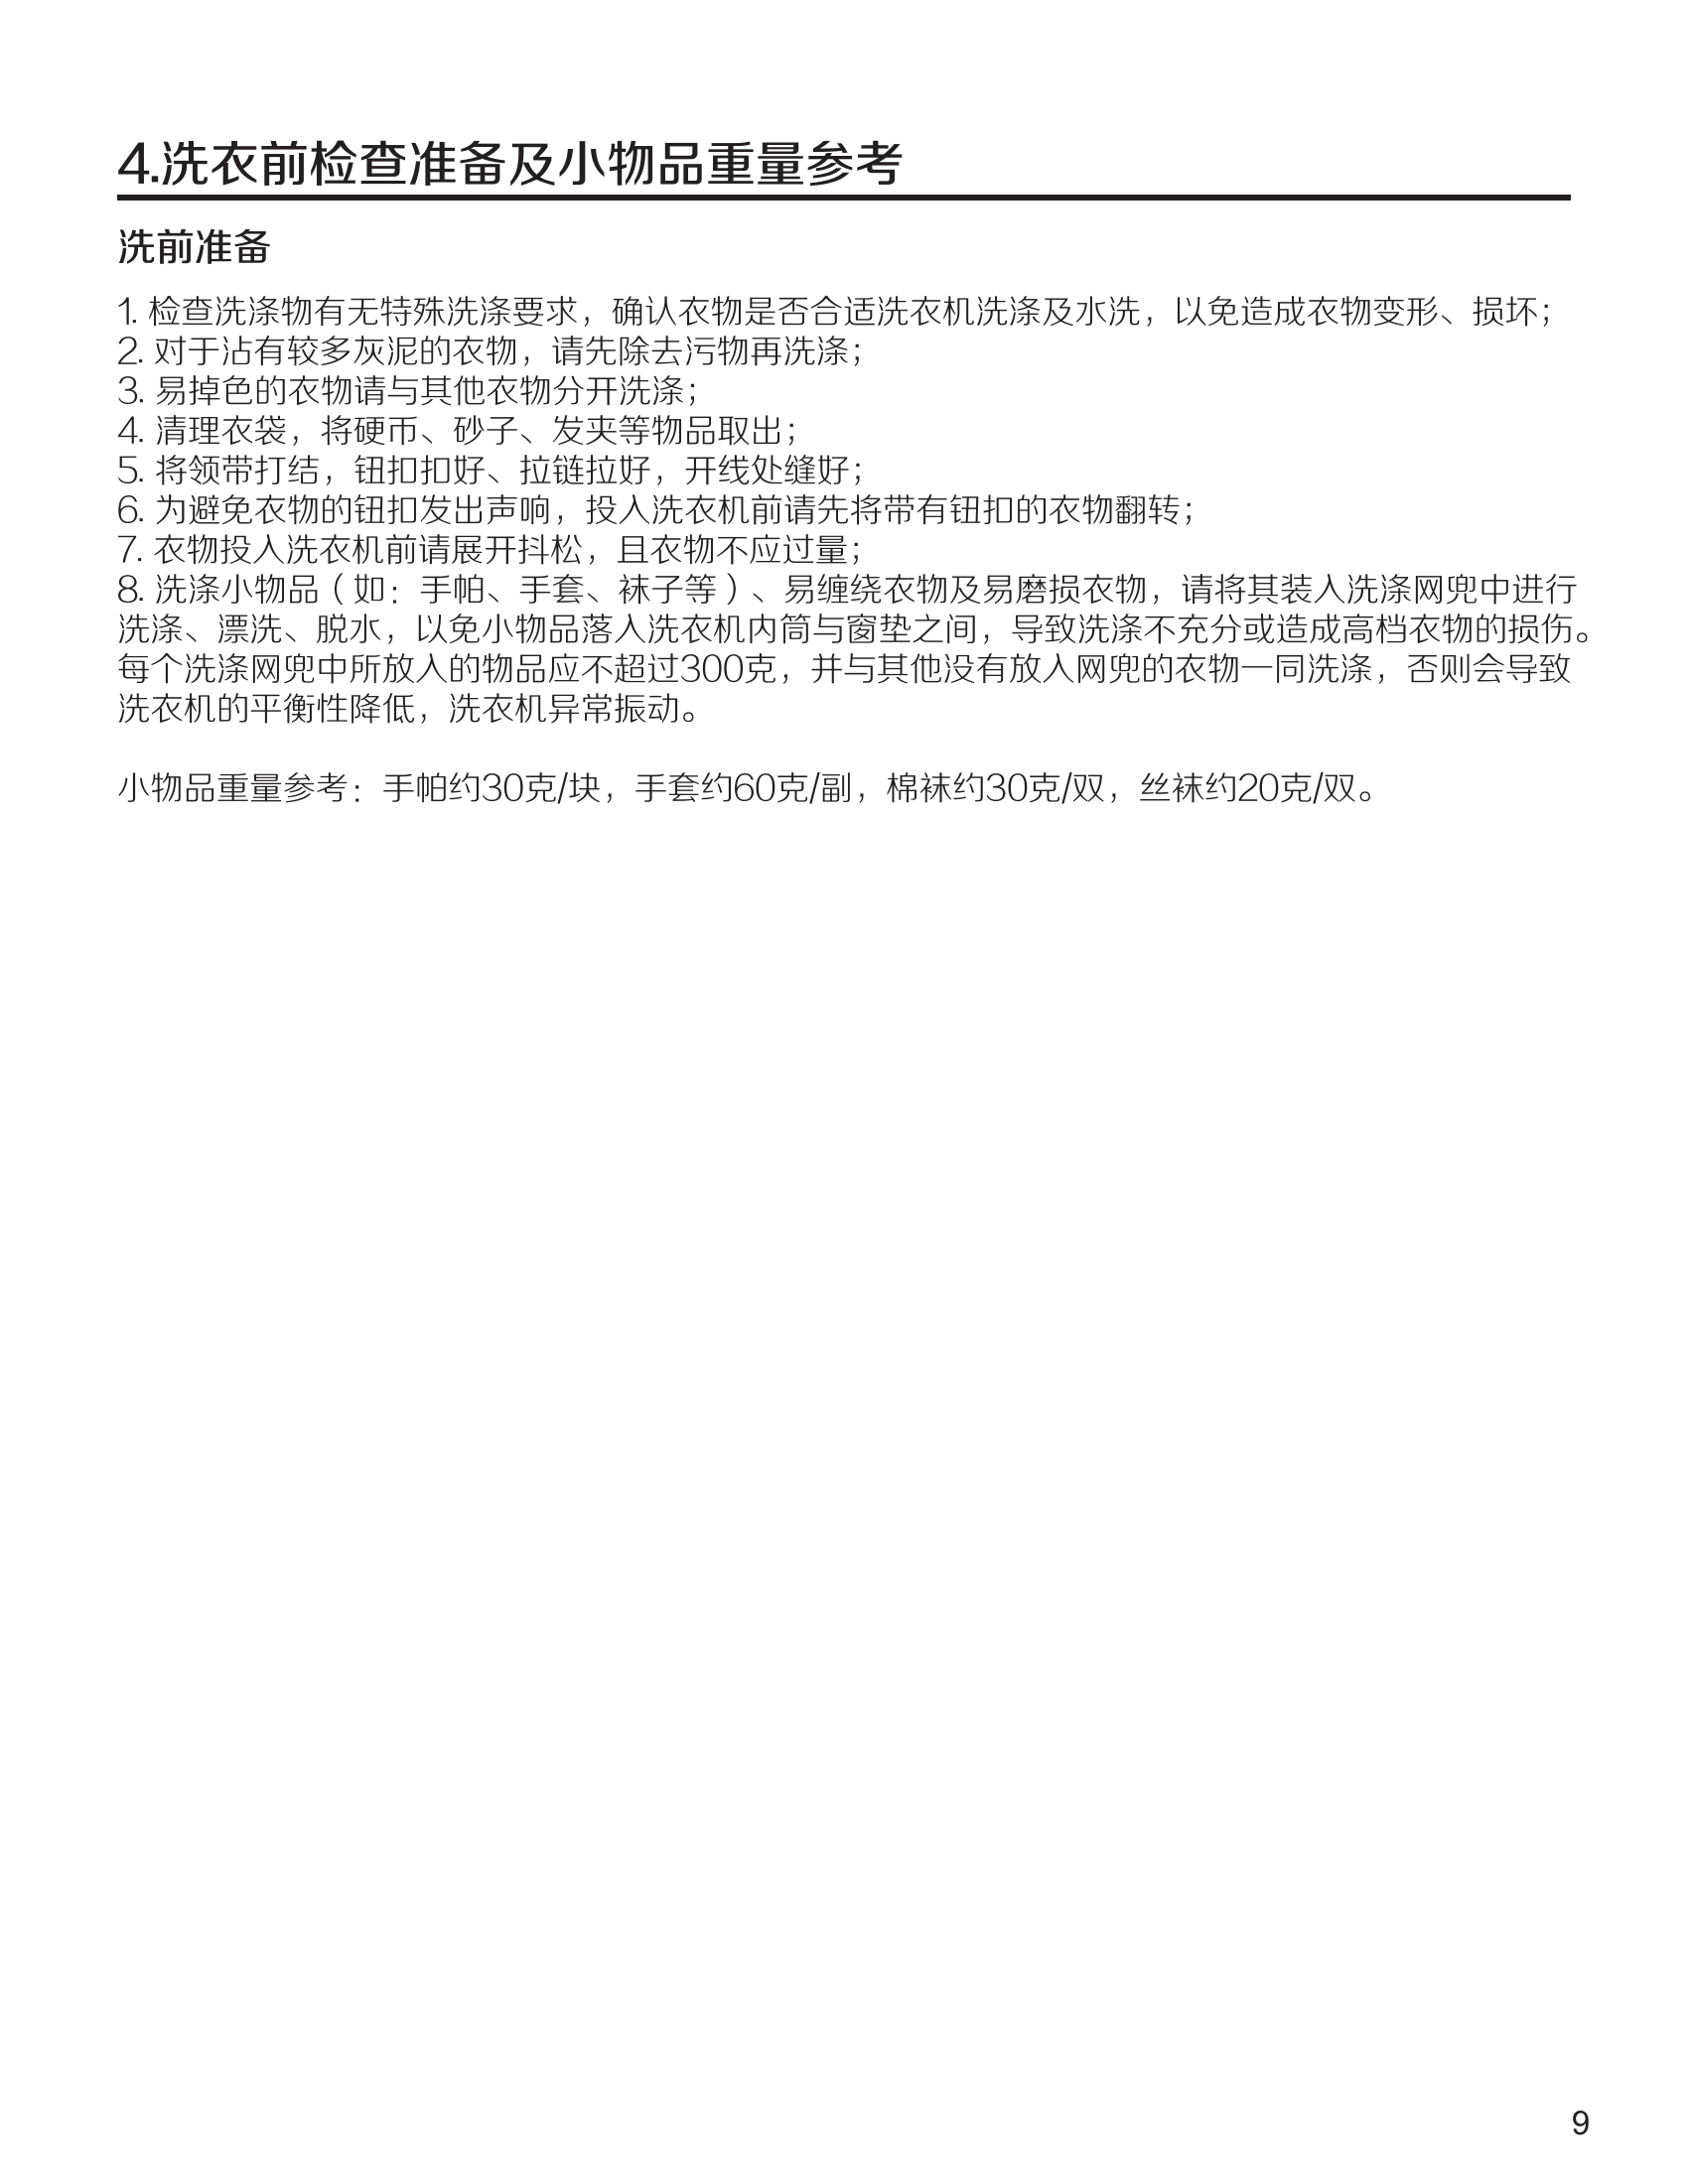 4.洗衣前检查准备及小物品重量参考
洗前准备
1. 检查洗涤物有无特殊洗涤要求，确认衣物是否合适洗衣机洗涤及水洗，以免造成衣物变形、损坏；
2. 对于沾有较多灰泥的衣物，请先除去污物再洗涤；
3. 易掉色的衣物请与其他衣物分开洗涤；
4. 清理衣袋，将硬币、砂子、发夹等物品取出；
5. 将领带打结，钮扣扣好、拉链拉好，开线处缝好；
6. 为避免衣物的钮扣发出声响，投入洗衣机前请先将带有钮扣的衣物翻转；
7. 衣物投入洗衣机前请展开抖松，且衣物不应过量；
8. 洗涤小物品（如：手帕、手套、袜子等）、易缠绕衣物及易磨损衣物，请将其装入洗涤网兜中进行
洗涤、漂洗、脱水，以免小物品落入洗衣机内筒与窗垫之间，导致洗涤不充分或造成高档衣物的损伤。
每个洗涤网兜中所放入的物品应不超过300克，并与其他没有放入网兜的衣物一同洗涤，否则会导致
洗衣机的平衡性降低，洗衣机异常振动。
小物品重量参考：手帕约30克/块，手套约60克/副，棉袜约30克/双，丝袜约20克/双。
9